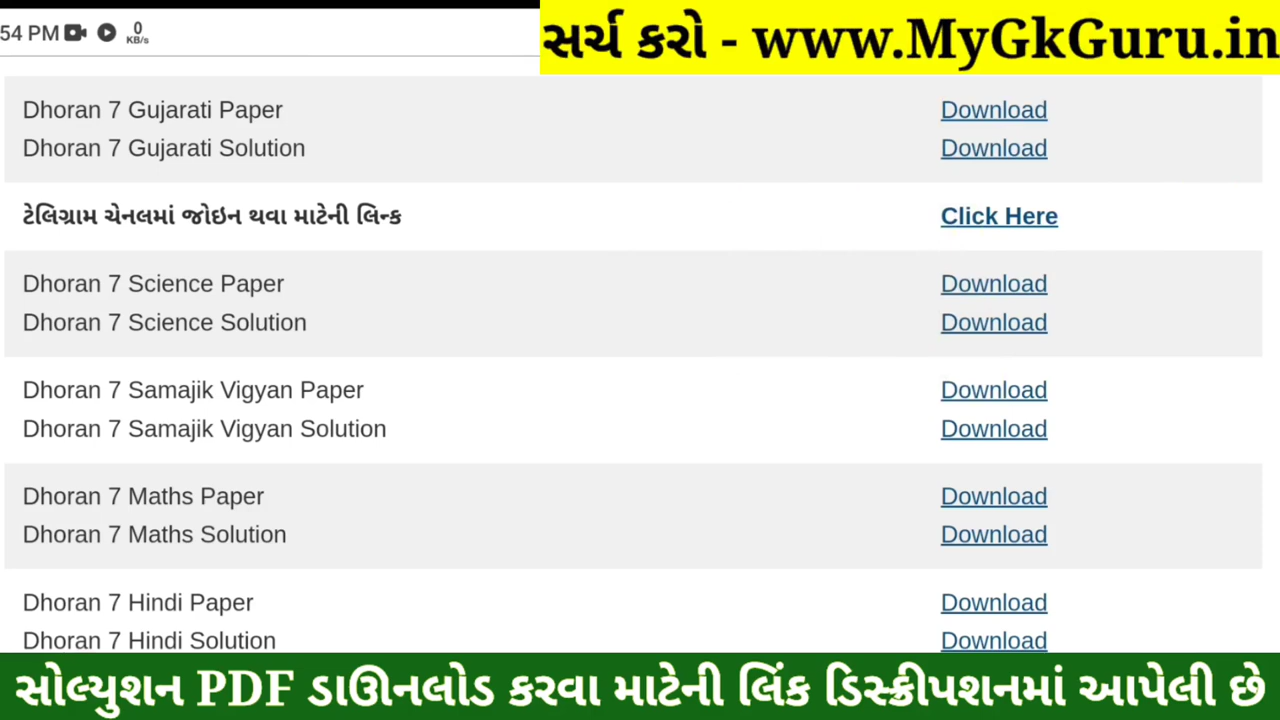 54 PM 0 KB/s
સર્ચ કરો - www.MyGkGuru.in
Dhoran 7 Gujarati Paper Download
Dhoran 7 Gujarati Solution Download
ટેલિગ્રામ ચેનલમાં જોઇન થવા માટેની લિન્ક Click Here
Dhoran 7 Science Paper Download
Dhoran 7 Science Solution Download
Dhoran 7 Samajik Vigyan Paper Download
Dhoran 7 Samajik Vigyan Solution Download
Dhoran 7 Maths Paper Download
Dhoran 7 Maths Solution Download
Dhoran 7 Hindi Paper Download
Dhoran 7 Hindi Solution Download
સોલ્યુશન PDF ડાઊનલોડ કરવા માટેની લિંક ડિસ્ક્રીપશનમાં આપેલી છે